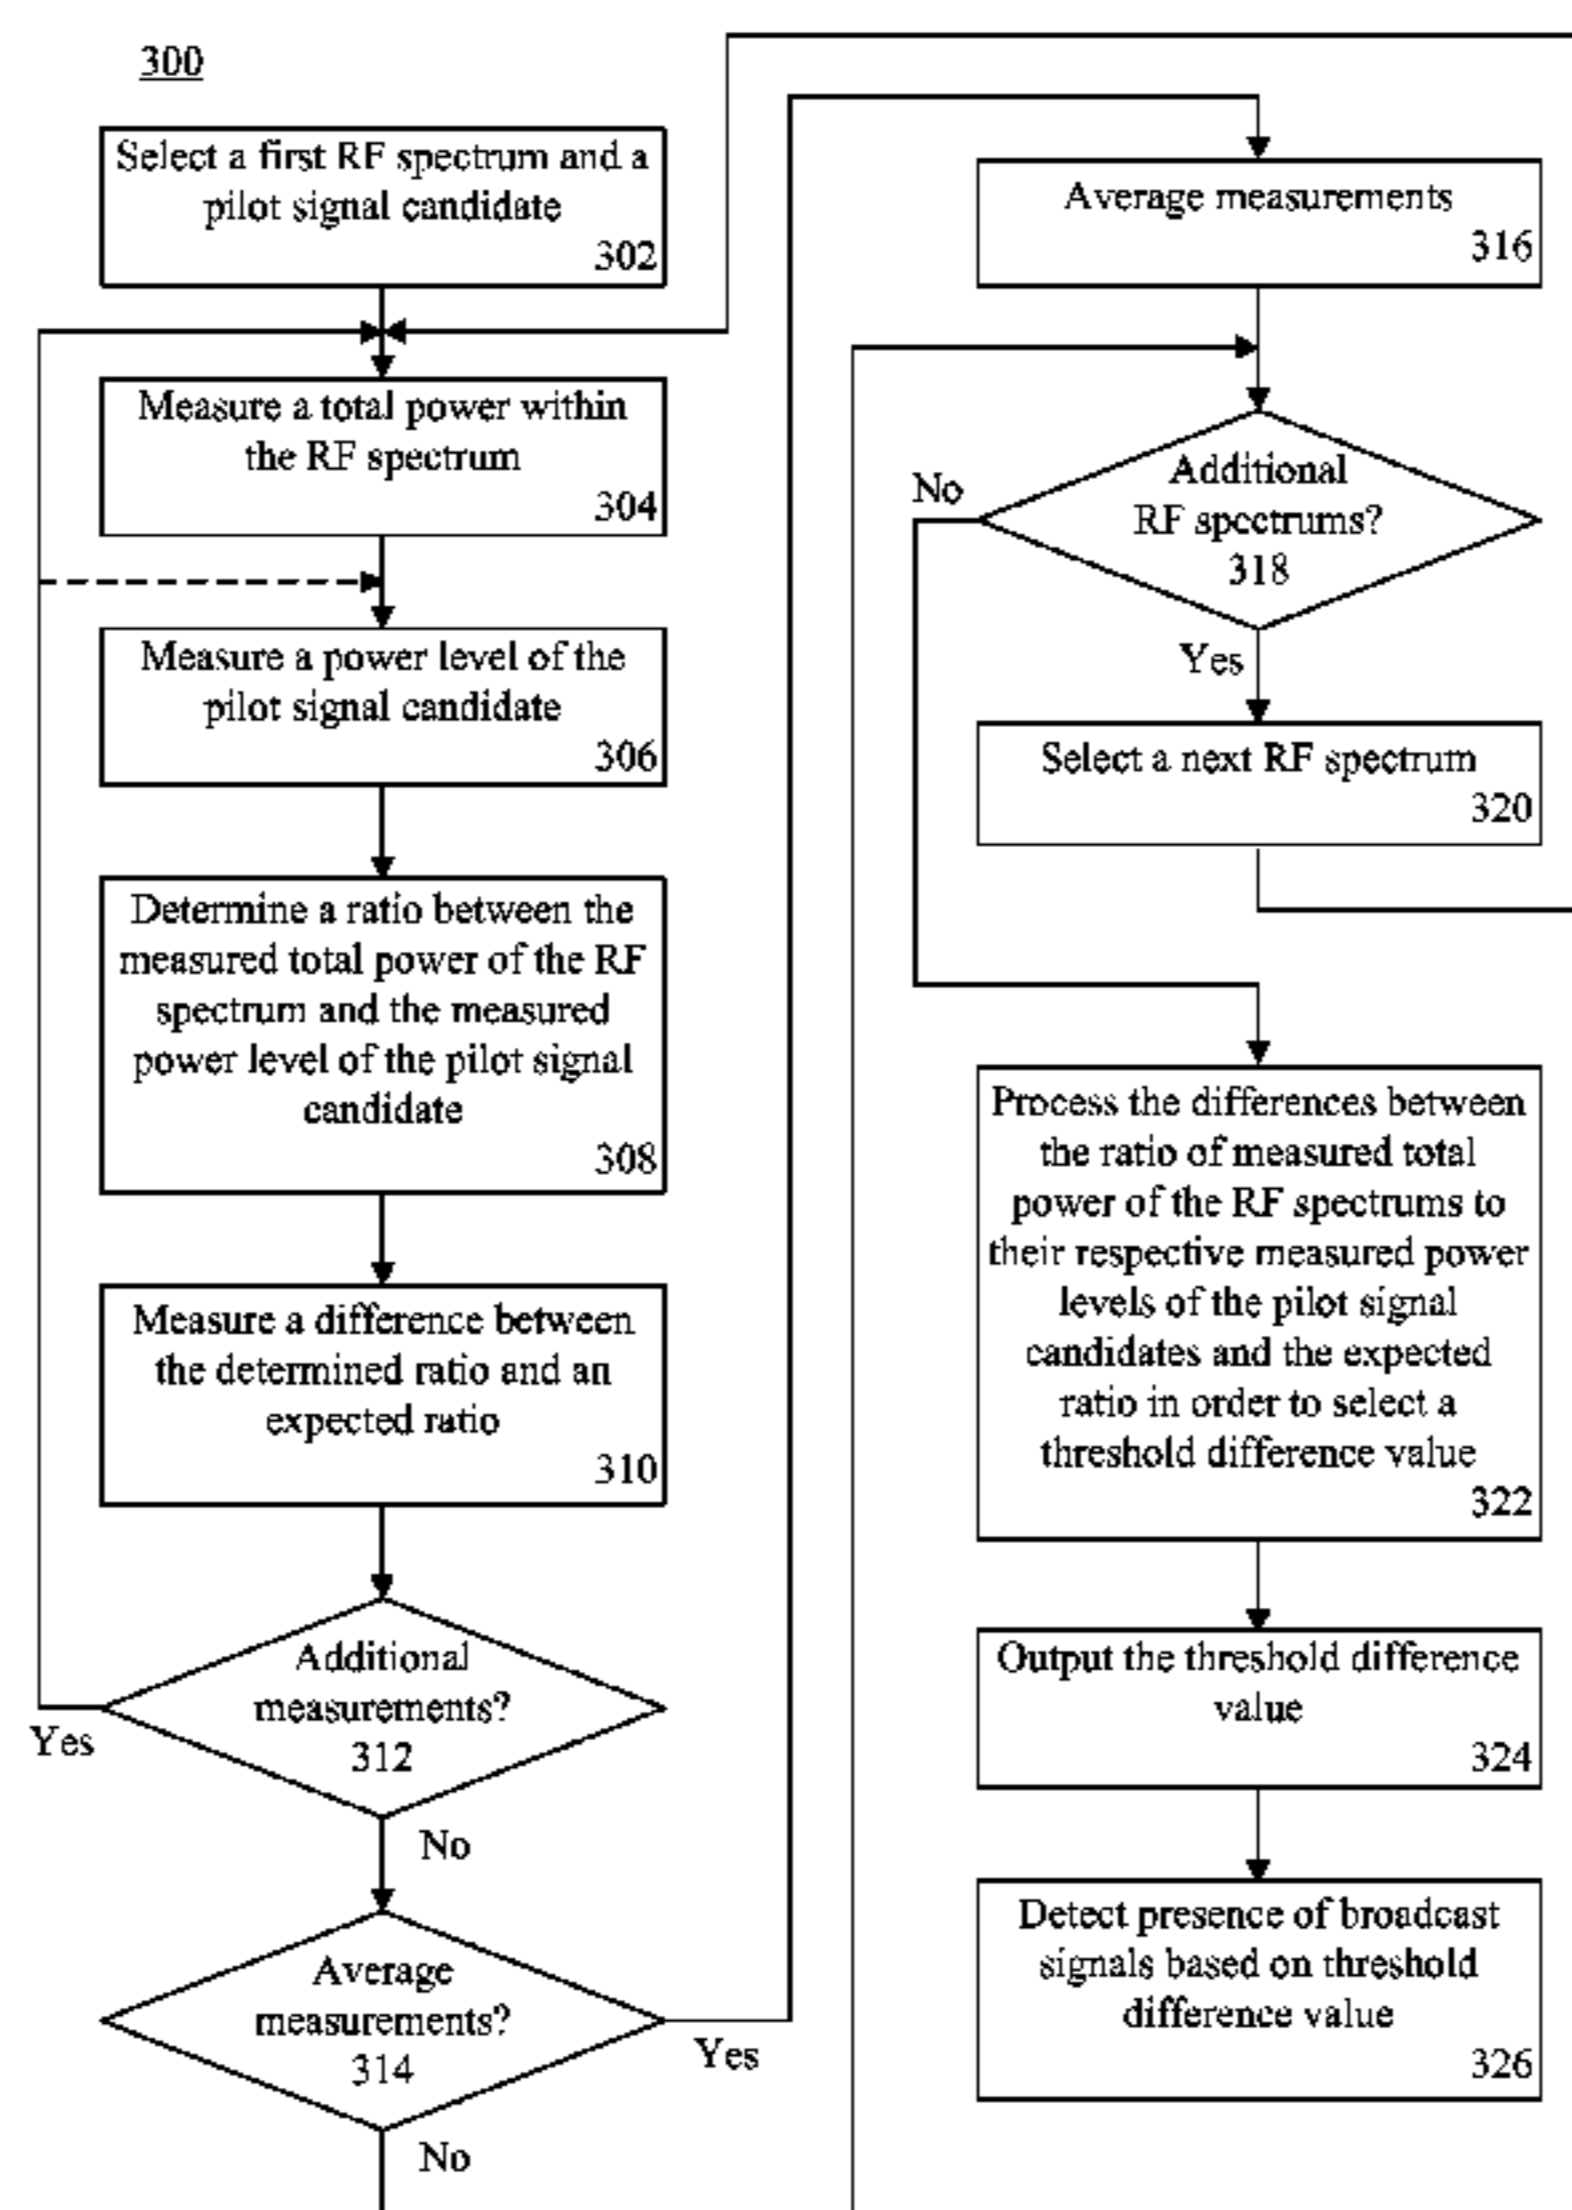 300
Select a first RF spectrum and a
pilot signal candidate
302
Measure a total power within
the RF spectrum
304
Measure a power level of the
pilot signal candidate
306
Determine a ratio between the
measured total power of the RF
spectrum and the measured
power level of the pilot signal
candidate
308
Measure a difference between
the determined ratio and an
expected ratio
310
Additional
measurements?
312
Yes
No
Average
measurements?
314
Yes
No
Average measurements
316
Additional
RF spectrums?
318
No
Yes
Select a next RF spectrum
320
Process the differences between
the ratio of measured total
power of the RF spectrums to
their respective measured power
levels of the pilot signal
candidates and the expected
ratio in order to select a
threshold difference value
322
Output the threshold difference
value
324
Detect presence of broadcast
signals based on threshold
difference value
326